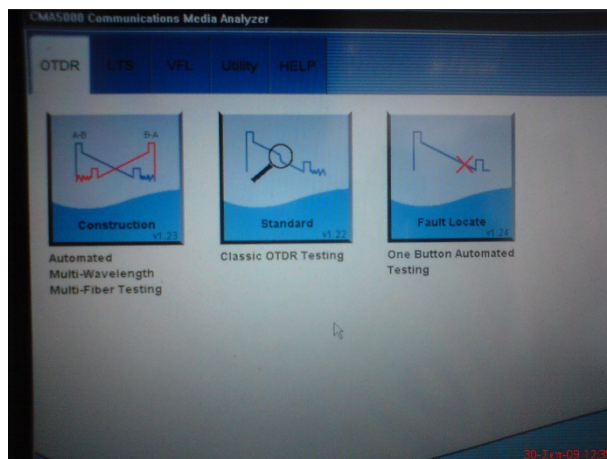 CMA5000 Communications Media Analyzer
OTDR LTS VFL Utility HELP
A-B B-A
Construction
v1.23
Standard
v1.22
Fault Locate
v1.24
Automated
Multi-Wavelength
Multi-Fiber Testing
Classic OTDR Testing
One Button Automated
Testing